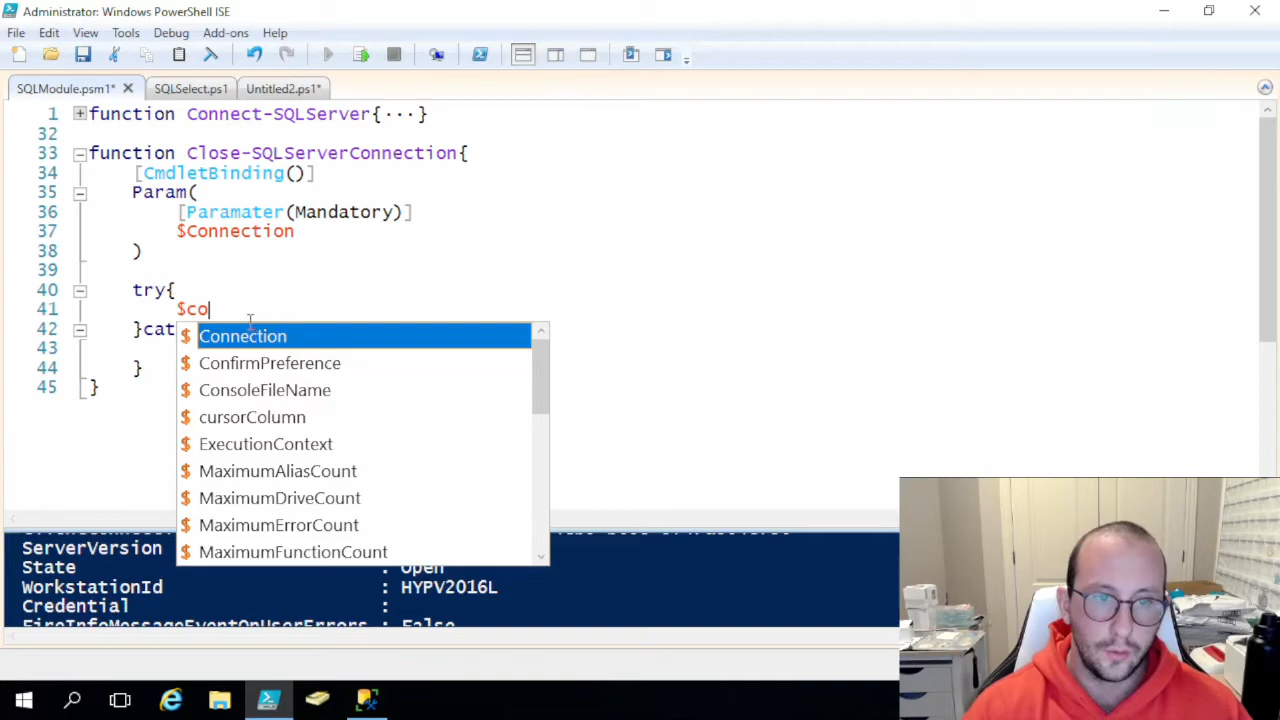 Administrator: Windows PowerShell ISE
File Edit View Tools Debug Add-ons Help
SQLModule.psm1* SQLSelect.ps1 Untitled2.ps1*
1 function Connect-SQLServer{...}
32
33 function Close-SQLServerConnection{
34 [CmdletBinding()]
35 Param(
36 [Paramater(Mandatory)]
37 $Connection
38 )
39
40 try{
41 $co
42 }cat
43
44 }
45 }
Connection
ConfirmPreference
ConsoleFileName
cursorColumn
ExecutionContext
MaximumAliasCount
MaximumDriveCount
MaximumErrorCount
MaximumFunctionCount
ServerVersion
State : Open
WorkstationId : HYPV2016L
Credential :
FireInfoMessageEventOnUserErrors : False